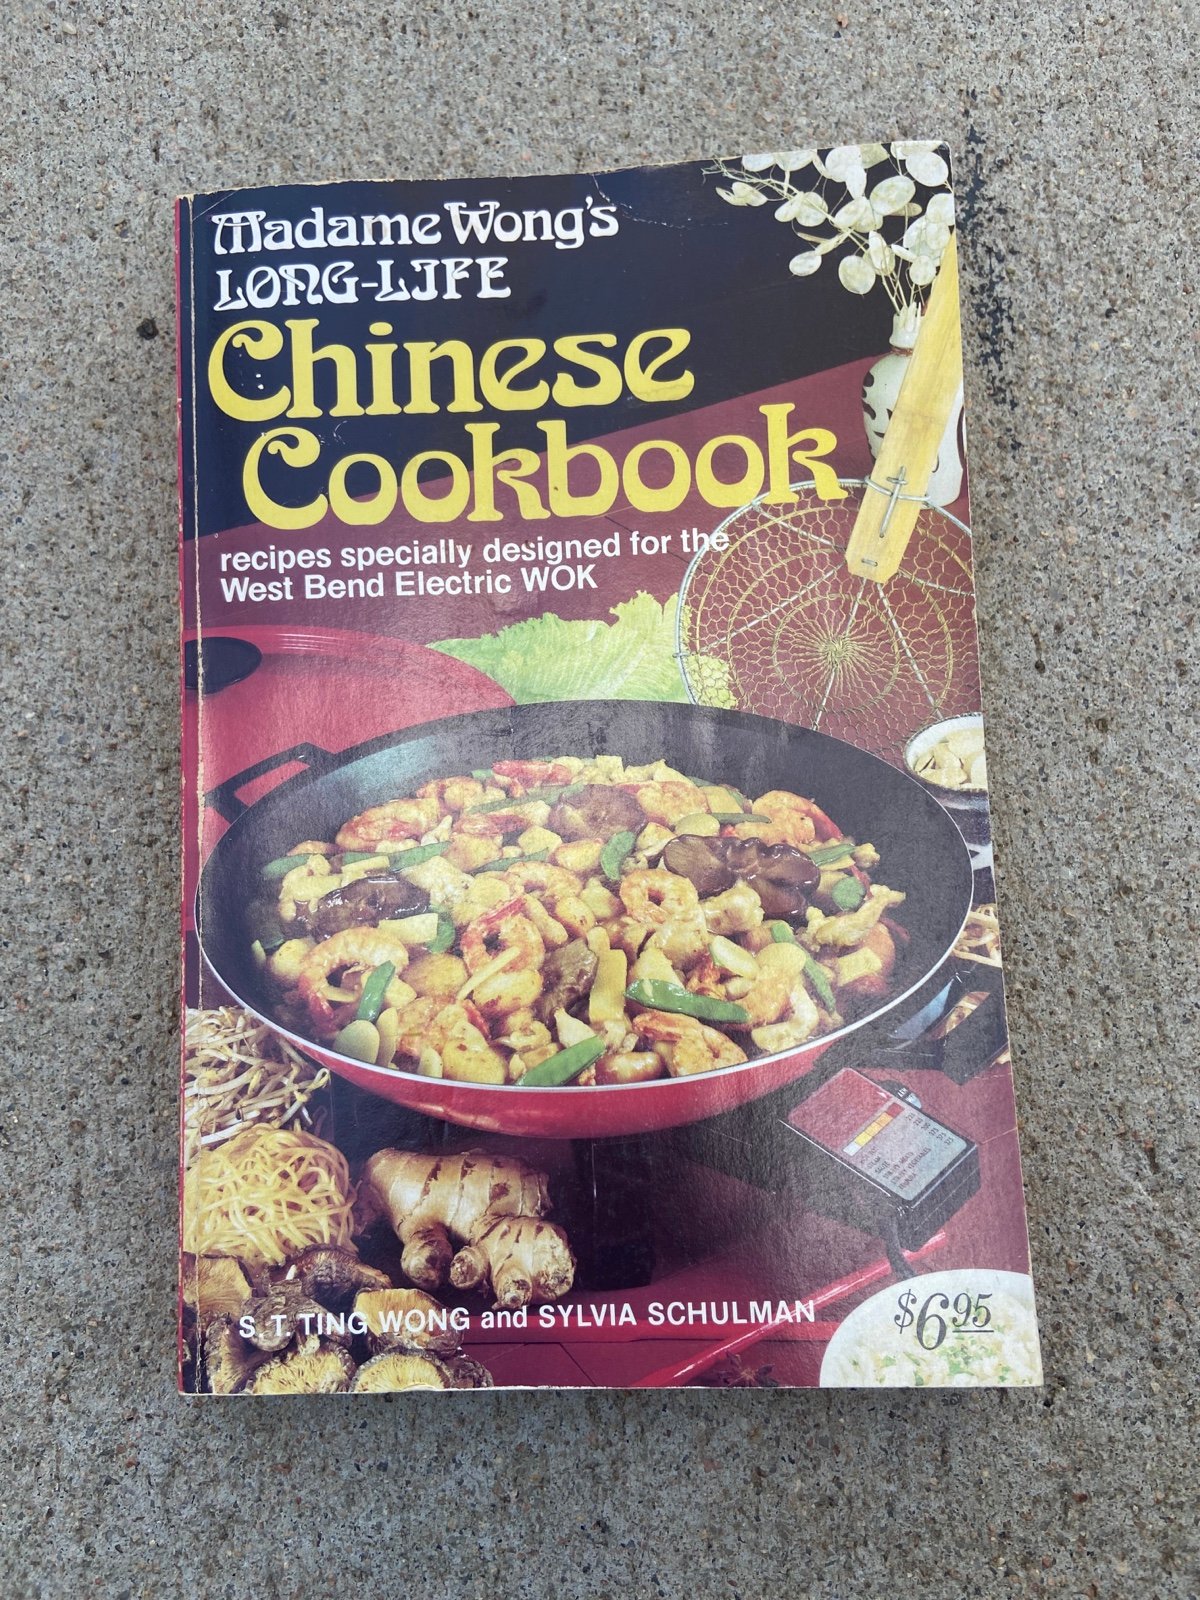 Madame Wong's
LONG-LIFE
Chinese
Cookbook
recipes specially designed for the
West Bend Electric WOK
S. T. TING WONG and SYLVIA SCHULMAN
$6.95